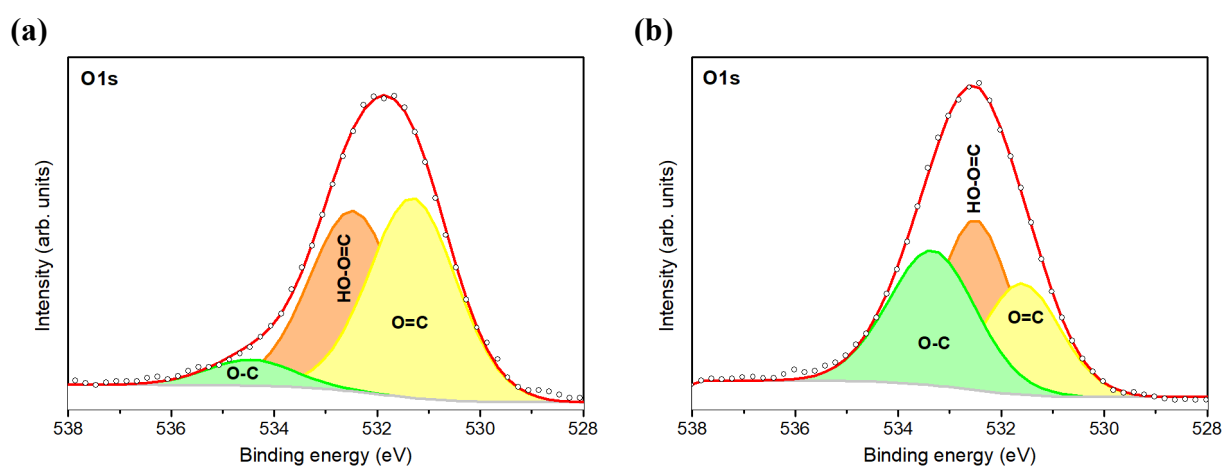 (a)
O1s
Intensity (arb. units)
HO-O=C
O=C
O-C
538 536 534 532 530 528
Binding energy (eV)
(b)
O1s
Intensity (arb. units)
HO-O=C
O-C
O=C
538 536 534 532 530 528
Binding energy (eV)